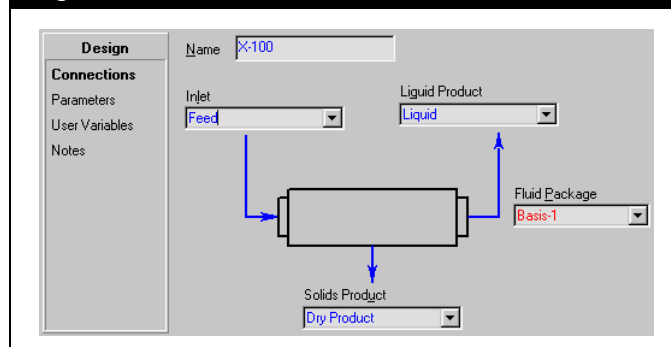 Design
Connections
Parameters
User Variables
Notes
Name X-100
Inlet
Feed
Liquid Product
Liquid
Fluid Package
Basis-1
Solids Product
Dry Product